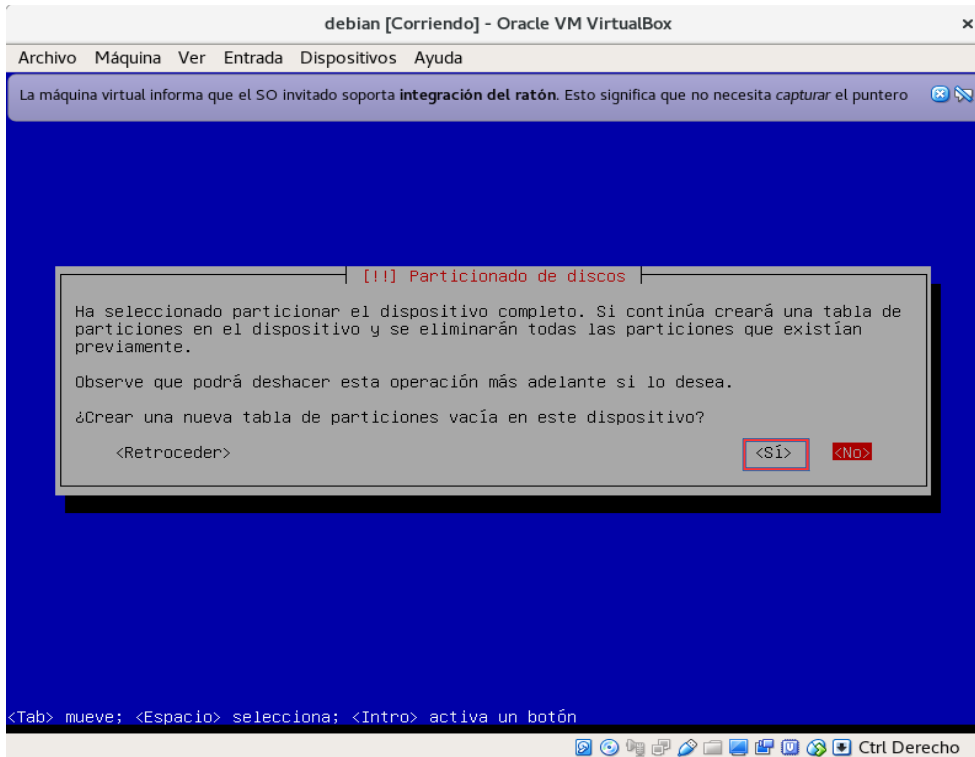 debian [Corriendo] - Oracle VM VirtualBox
Archivo Máquina Ver Entrada Dispositivos Ayuda
La máquina virtual informa que el SO invitado soporta integración del ratón. Esto significa que no necesita capturar el puntero
[!!] Particionado de discos
Ha seleccionado particionar el dispositivo completo. Si continúa creará una tabla de
particiones en el dispositivo y se eliminarán todas las particiones que existían
previamente.
Observe que podrá deshacer esta operación más adelante si lo desea.
¿Crear una nueva tabla de particiones vacía en este dispositivo?
<Retroceder> <Sí> <No>
<Tab> mueve; <Espacio> selecciona; <Intro> activa un botón
Ctrl Derecho